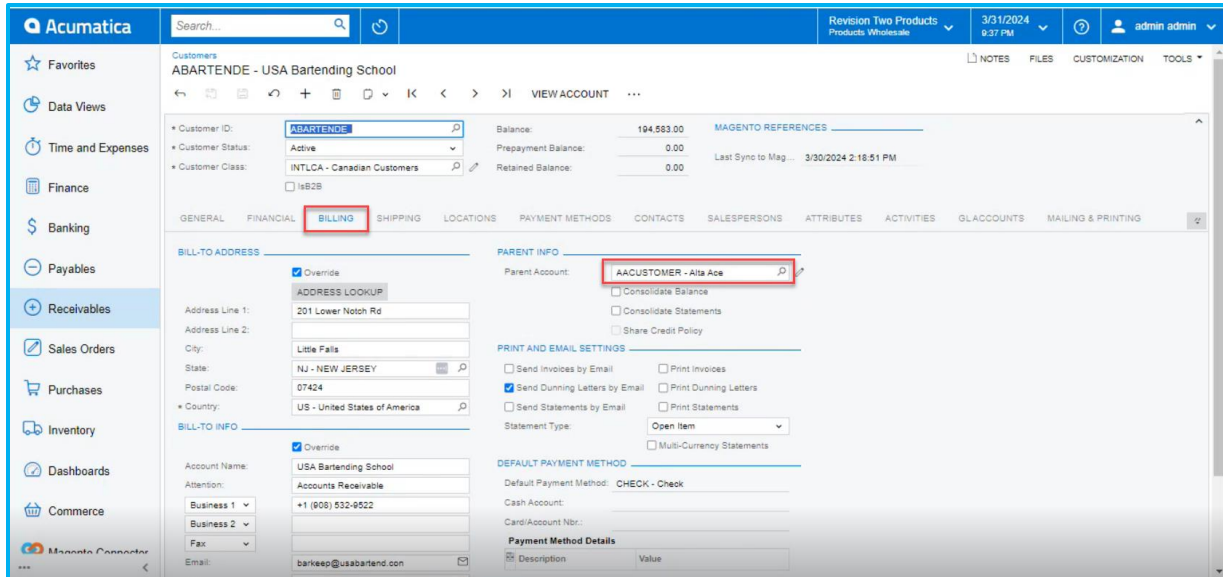 Acumatica
Search...
Revision Two Products
Products Wholesale
3/31/2024
9:37 PM
admin admin
Favorites
Data Views
Time and Expenses
Finance
Banking
Payables
Receivables
Sales Orders
Purchases
Inventory
Dashboards
Commerce
Magento Connector
Customers
ABARTENDE - USA Bartending School
NOTES FILES CUSTOMIZATION TOOLS
VIEW ACCOUNT
* Customer ID: ABARTENDE
* Customer Status: Active
* Customer Class: INTLCA - Canadian Customers
IsB2B
Balance: 194,583.00
Prepayment Balance: 0.00
Retained Balance: 0.00
MAGENTO REFERENCES
Last Sync to Mag... 3/30/2024 2:18:51 PM
GENERAL FINANCIAL BILLING SHIPPING LOCATIONS PAYMENT METHODS CONTACTS SALESPERSONS ATTRIBUTES ACTIVITIES GL ACCOUNTS MAILING & PRINTING
BILL-TO ADDRESS
Override
ADDRESS LOOKUP
Address Line 1: 201 Lower Notch Rd
Address Line 2:
City: Little Falls
State: NJ - NEW JERSEY
Postal Code: 07424
* Country: US - United States of America
BILL-TO INFO
Override
Account Name: USA Bartending School
Attention: Accounts Receivable
Business 1 +1 (908) 532-9522
Business 2
Fax
Email: barkeep@usabartend.con
PARENT INFO
Parent Account: AACUSTOMER - Alta Ace
Consolidate Balance
Consolidate Statements
Share Credit Policy
PRINT AND EMAIL SETTINGS
Send Invoices by Email Print Invoices
Send Dunning Letters by Email Print Dunning Letters
Send Statements by Email Print Statements
Statement Type: Open Item
Multi-Currency Statements
DEFAULT PAYMENT METHOD
Default Payment Method: CHECK - Check
Cash Account:
Card/Account Nbr.:
Payment Method Details
Description Value